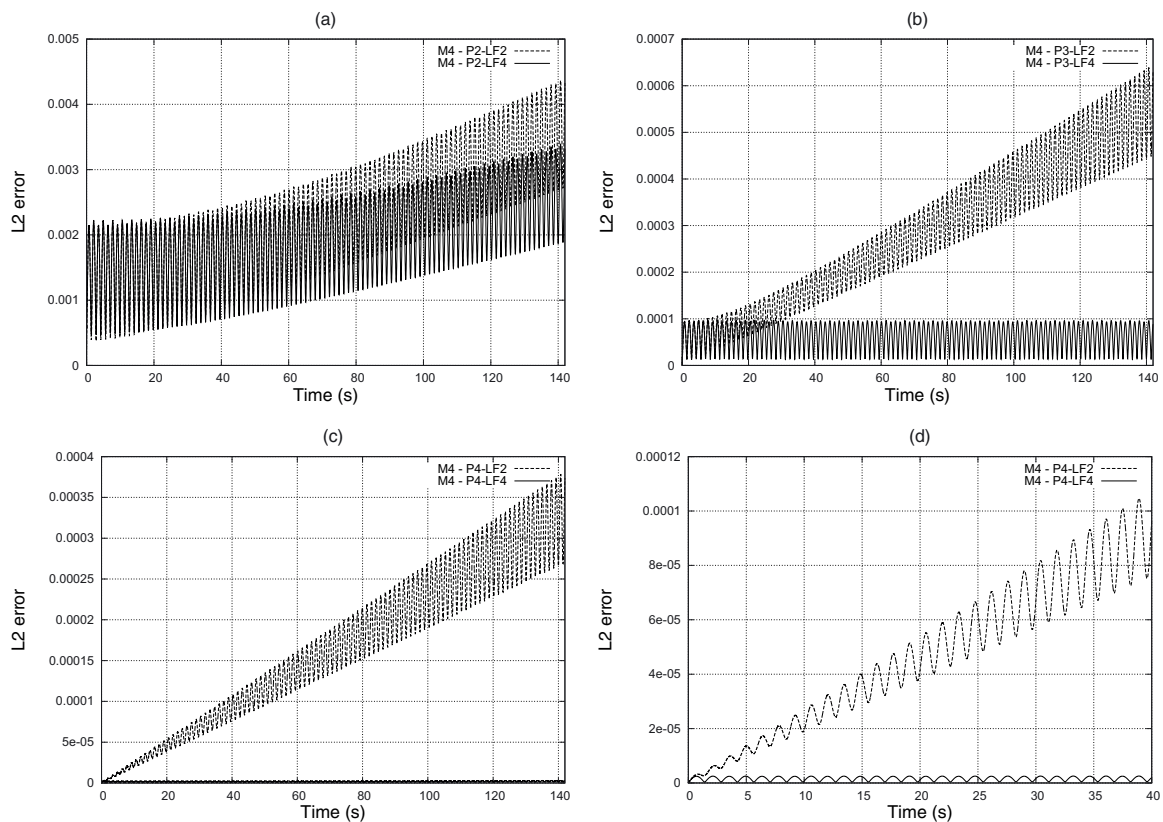 (a)
0.005
0.004
0.003
0.002
0.001
0
L2 error
M4 - P2-LF2
M4 - P2-LF4
0 20 40 60 80 100 120 140
Time (s)
(b)
0.0007
0.0006
0.0005
0.0004
0.0003
0.0002
0.0001
0
L2 error
M4 - P3-LF2
M4 - P3-LF4
0 20 40 60 80 100 120 140
Time (s)
(c)
0.0004
0.00035
0.0003
0.00025
0.0002
0.00015
0.0001
5e-05
0
L2 error
M4 - P4-LF2
M4 - P4-LF4
0 20 40 60 80 100 120 140
Time (s)
(d)
0.00012
0.0001
8e-05
6e-05
4e-05
2e-05
0
L2 error
M4 - P4-LF2
M4 - P4-LF4
0 5 10 15 20 25 30 35 40
Time (s)